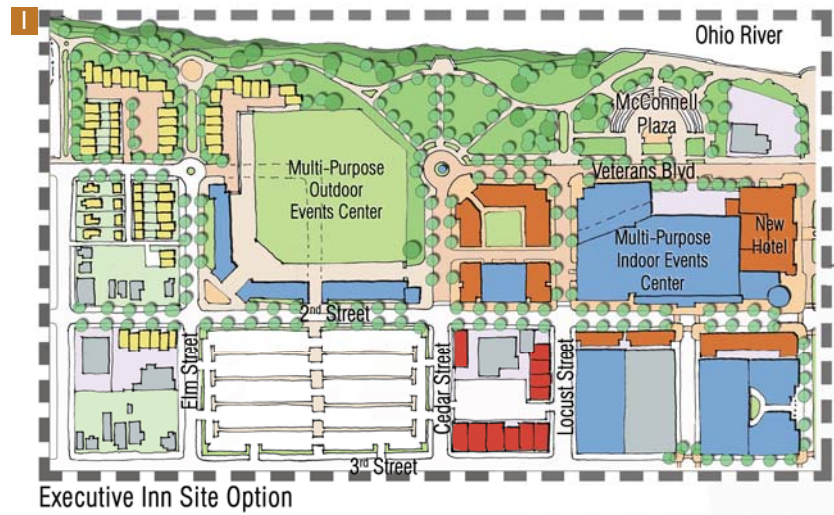 I
Ohio River
McConnell
Plaza
Veterans Blvd
Multi-Purpose
Outdoor
Events Center
New
Hotel
Multi-Purpose
Indoor Events
Center
2nd Street
Elm Street
Cedar Street
Locust Street
3rd Street
Executive Inn Site Option